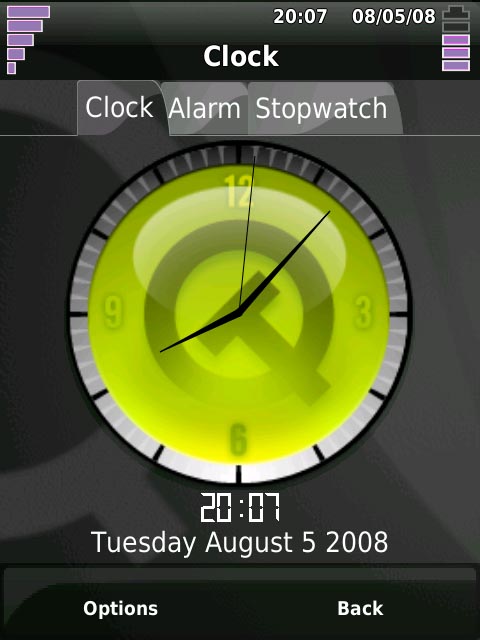 20:07 08/05/08
Clock
Clock Alarm Stopwatch
12
9 3
6
20:07
Tuesday August 5 2008
Options Back